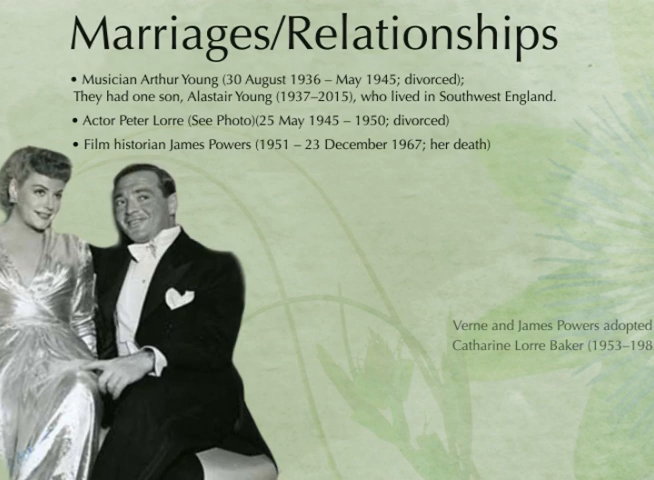 Marriages/Relationships
• Musician Arthur Young (30 August 1936 – May 1945; divorced);
They had one son, Alastair Young (1937–2015), who lived in Southwest England.
• Actor Peter Lorre (See Photo)(25 May 1945 – 1950; divorced)
• Film historian James Powers (1951 – 23 December 1967; her death)
Verne and James Powers adopted
Catharine Lorre Baker (1953–198